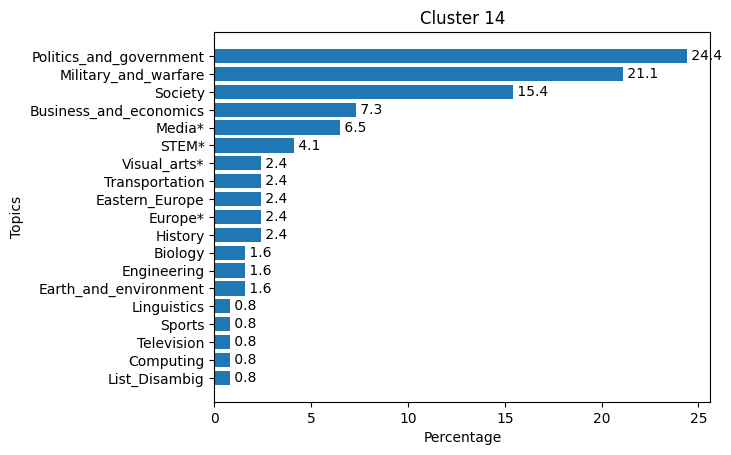 Cluster 14
Politics_and_government 24.4
Military_and_warfare 21.1
Society 15.4
Business_and_economics 7.3
Media* 6.5
STEM* 4.1
Visual_arts* 2.4
Transportation 2.4
Eastern_Europe 2.4
Europe* 2.4
History 2.4
Biology 1.6
Engineering 1.6
Earth_and_environment 1.6
Linguistics 0.8
Sports 0.8
Television 0.8
Computing 0.8
List_Disambig 0.8
Topics
0 5 10 15 20 25
Percentage